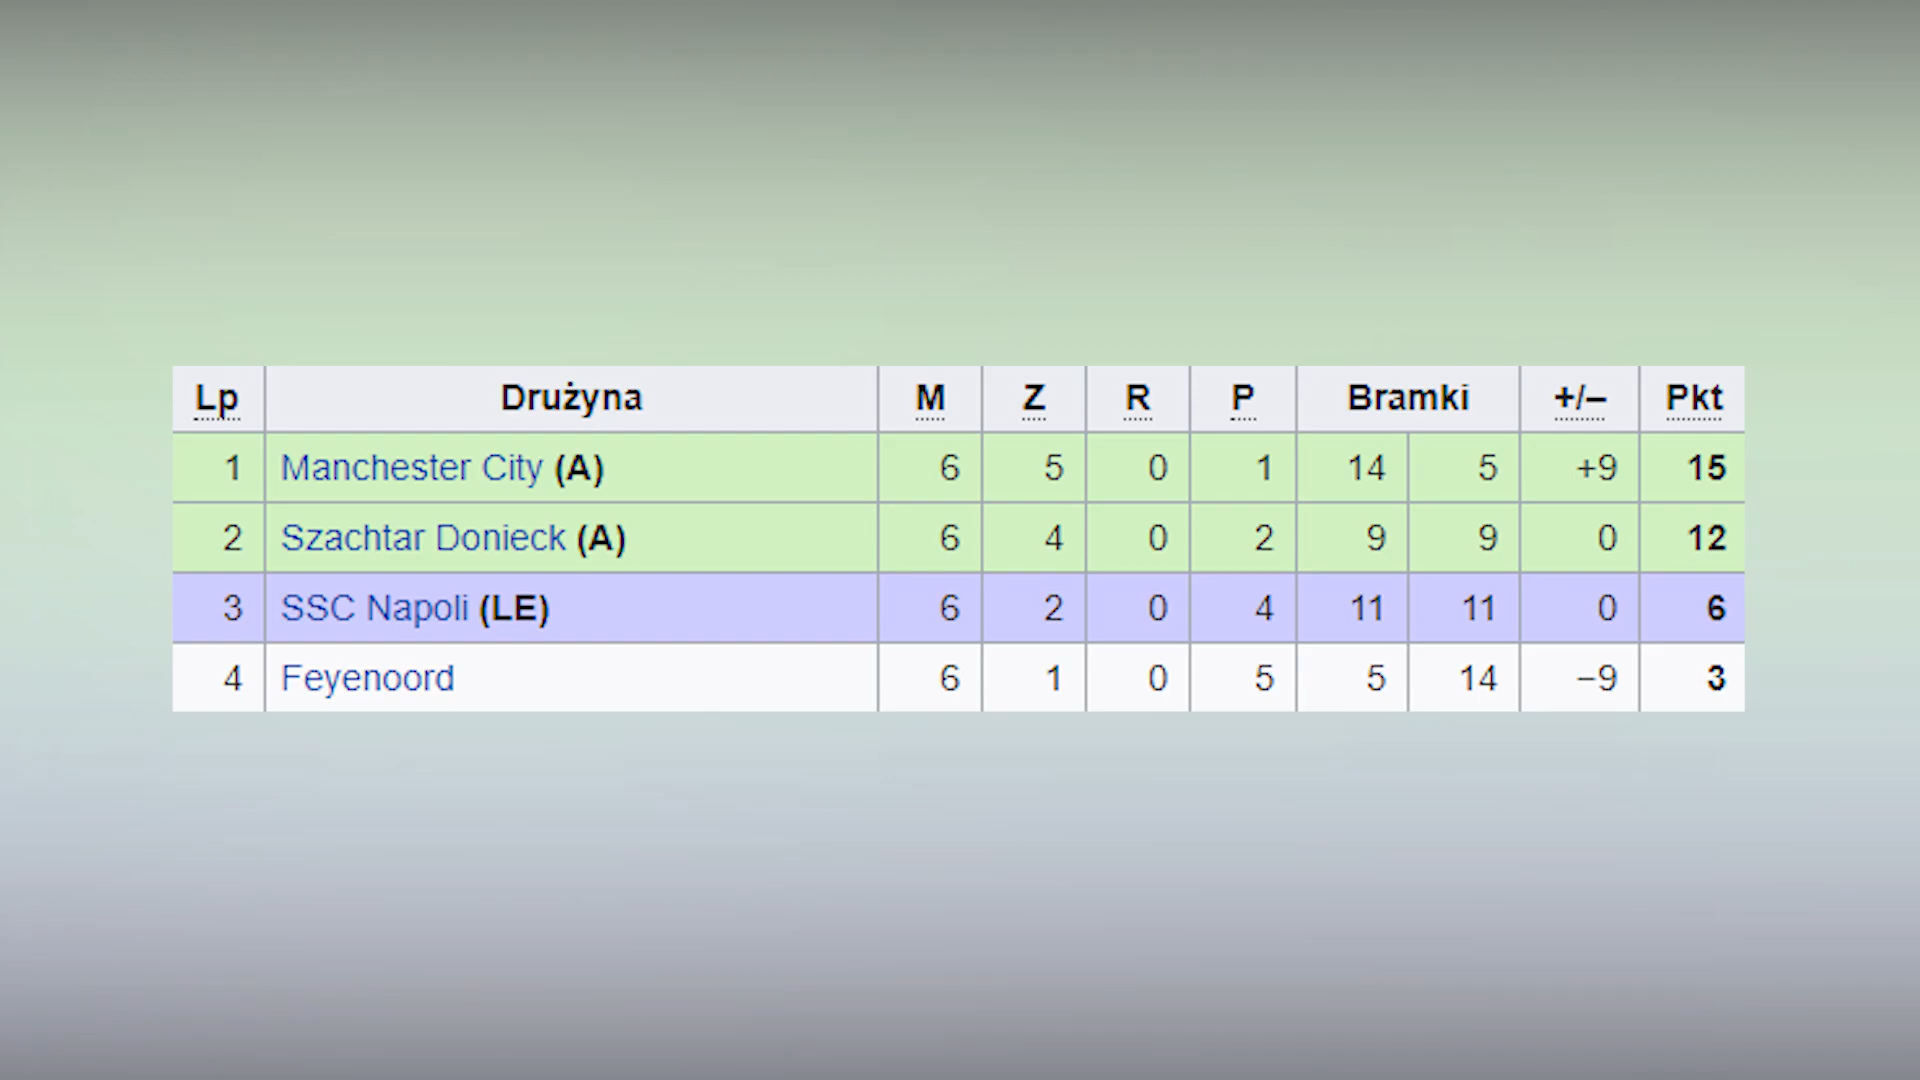 Lp Drużyna M Z R P Bramki +/– Pkt
1 Manchester City (A) 6 5 0 1 14 5 +9 15
2 Szachtar Donieck (A) 6 4 0 2 9 9 0 12
3 SSC Napoli (LE) 6 2 0 4 11 11 0 6
4 Feyenoord 6 1 0 5 5 14 −9 3